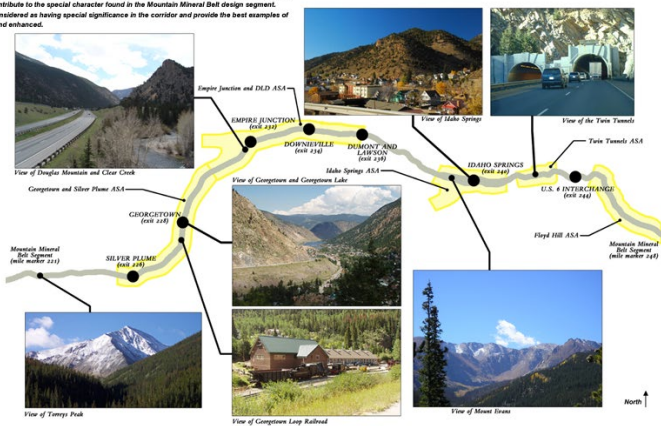 ntribute to the special character found in the Mountain Mineral Belt design segment.
onsidered as having special significance in the corridor and provide the best examples of
nd enhanced.
Empire Junction and DLD ASA
View of Idaho Springs
View of the Twin Tunnels
EMPIRE JUNCTION
(exit 232)
DOWNIEVILLE
(exit 234)
DUMONT AND
LAWSON
(exit 236)
Twin Tunnels ASA
View of Douglas Mountain and Clear Creek
Idaho Springs ASA
IDAHO SPRINGS
(exit 240)
Georgetown and Silver Plume ASA
View of Georgetown and Georgetown Lake
U.S. 6 INTERCHANGE
(exit 244)
GEORGETOWN
(exit 228)
Floyd Hill ASA
Mountain Mineral
Belt Segment
(mile marker 221)
SILVER PLUME
(exit 226)
Mountain Mineral
Belt Segment
(mile marker 248)
View of Torreys Peak
View of Georgetown Loop Railroad
View of Mount Evans
North